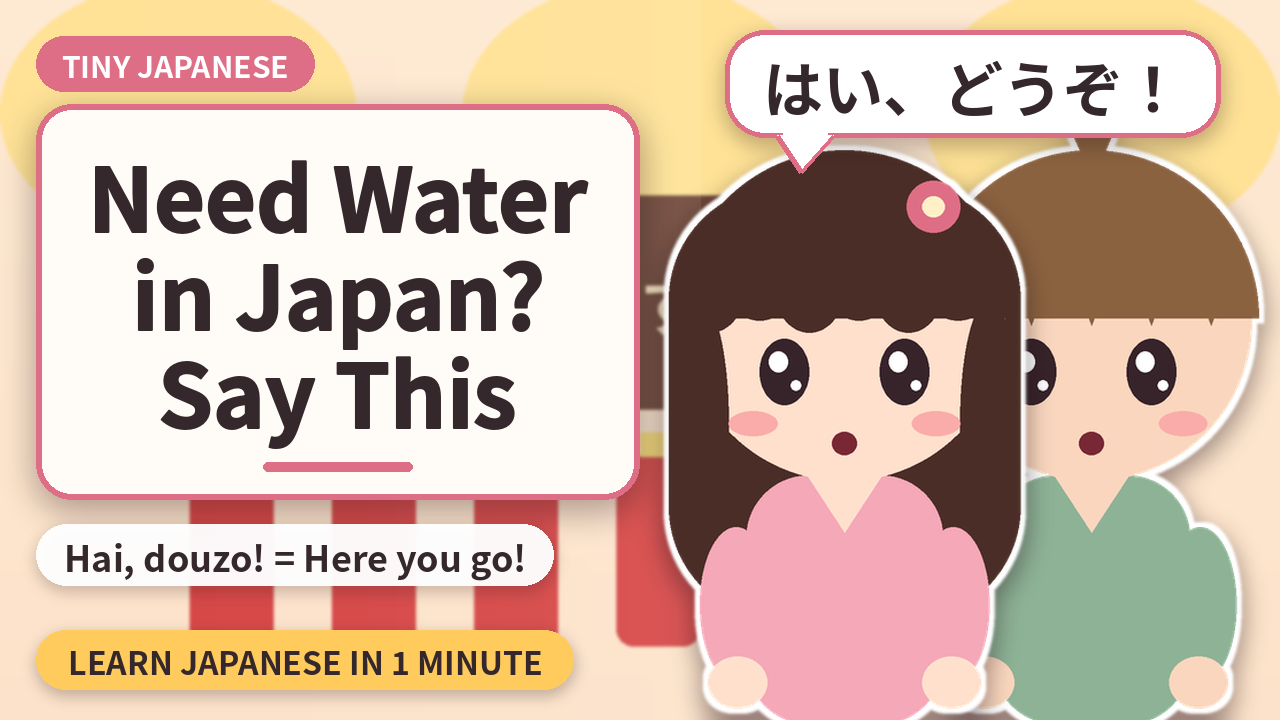 TINY JAPANESE
はい、どうぞ！
Need Water
in Japan?
Say This
Hai, douzo! = Here you go!
LEARN JAPANESE IN 1 MINUTE